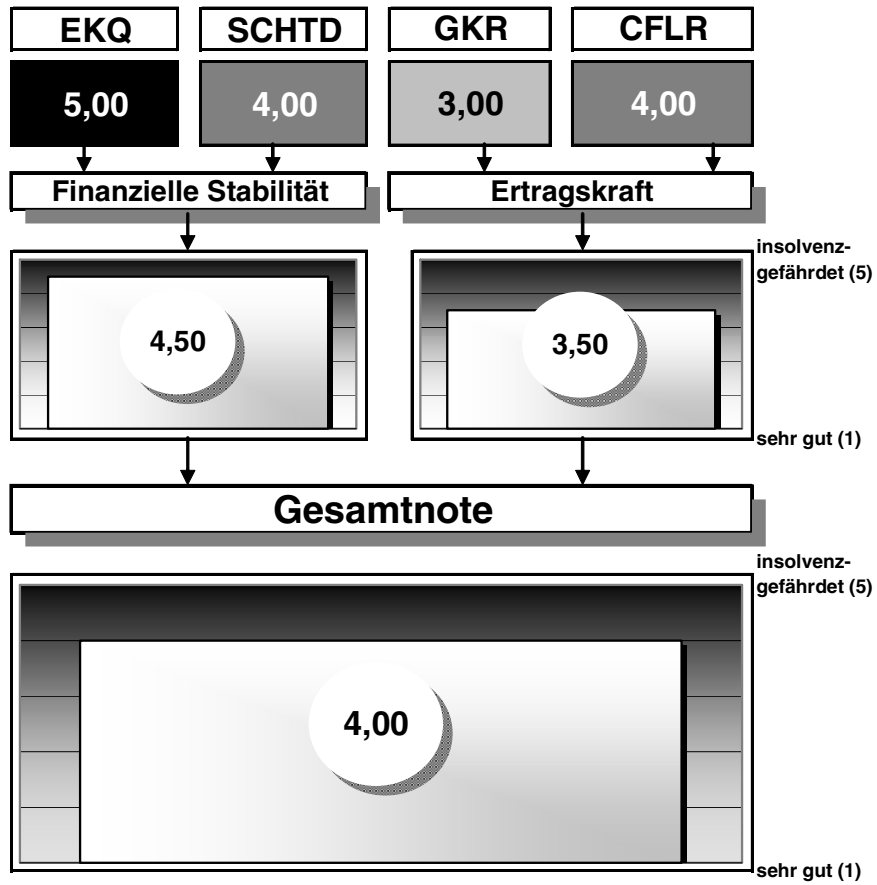 EKQ SCHTD GKR CFLR
5,00 4,00 3,00 4,00
Finanzielle Stabilität Ertragskraft
insolvenz-
gefährdet (5)
4,50 3,50
sehr gut (1)
Gesamtnote
insolvenz-
gefährdet (5)
4,00
sehr gut (1)